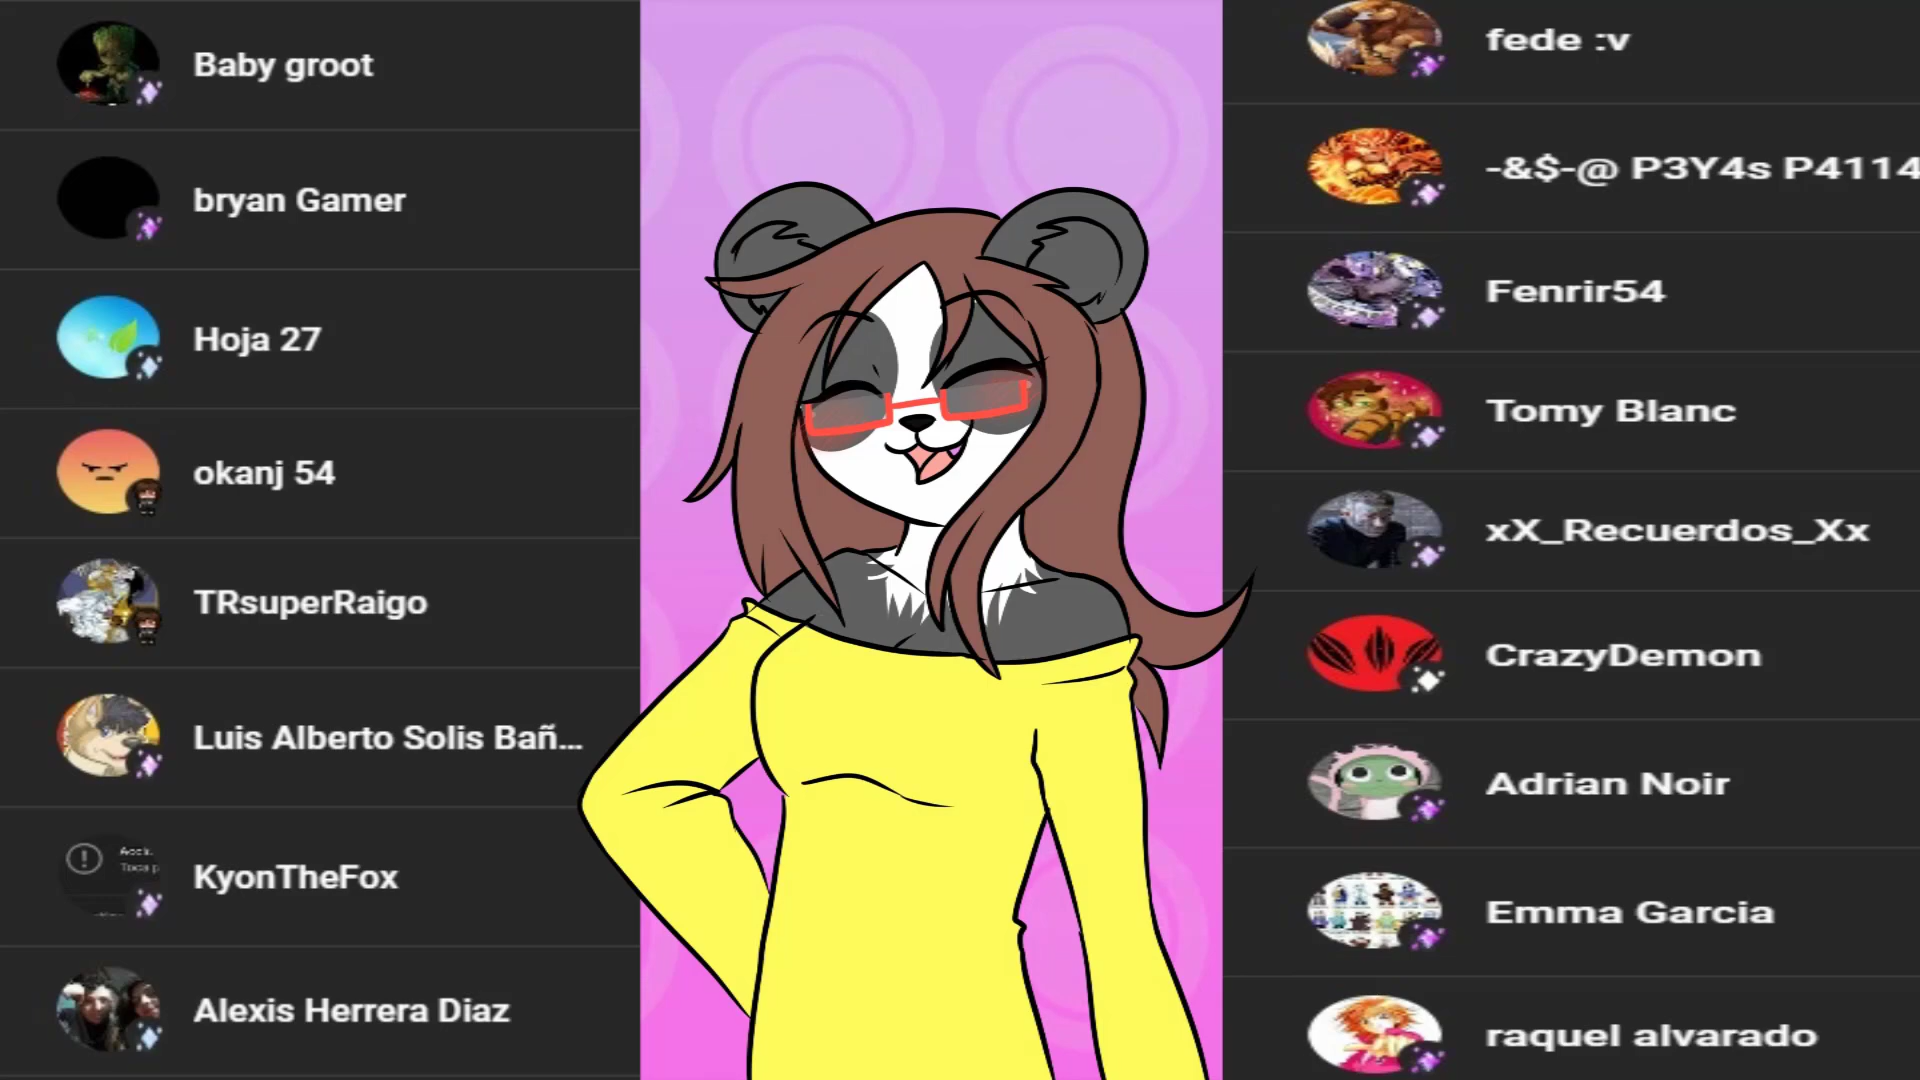 Baby groot
bryan Gamer
Hoja 27
okanj 54
TRsuperRaigo
Luis Alberto Solis Bañ...
KyonTheFox
Alexis Herrera Diaz
fede :v
-&$-@ P3Y4s P4114
Fenrir54
Tomy Blanc
xX_Recuerdos_Xx
CrazyDemon
Adrian Noir
Emma Garcia
raquel alvarado